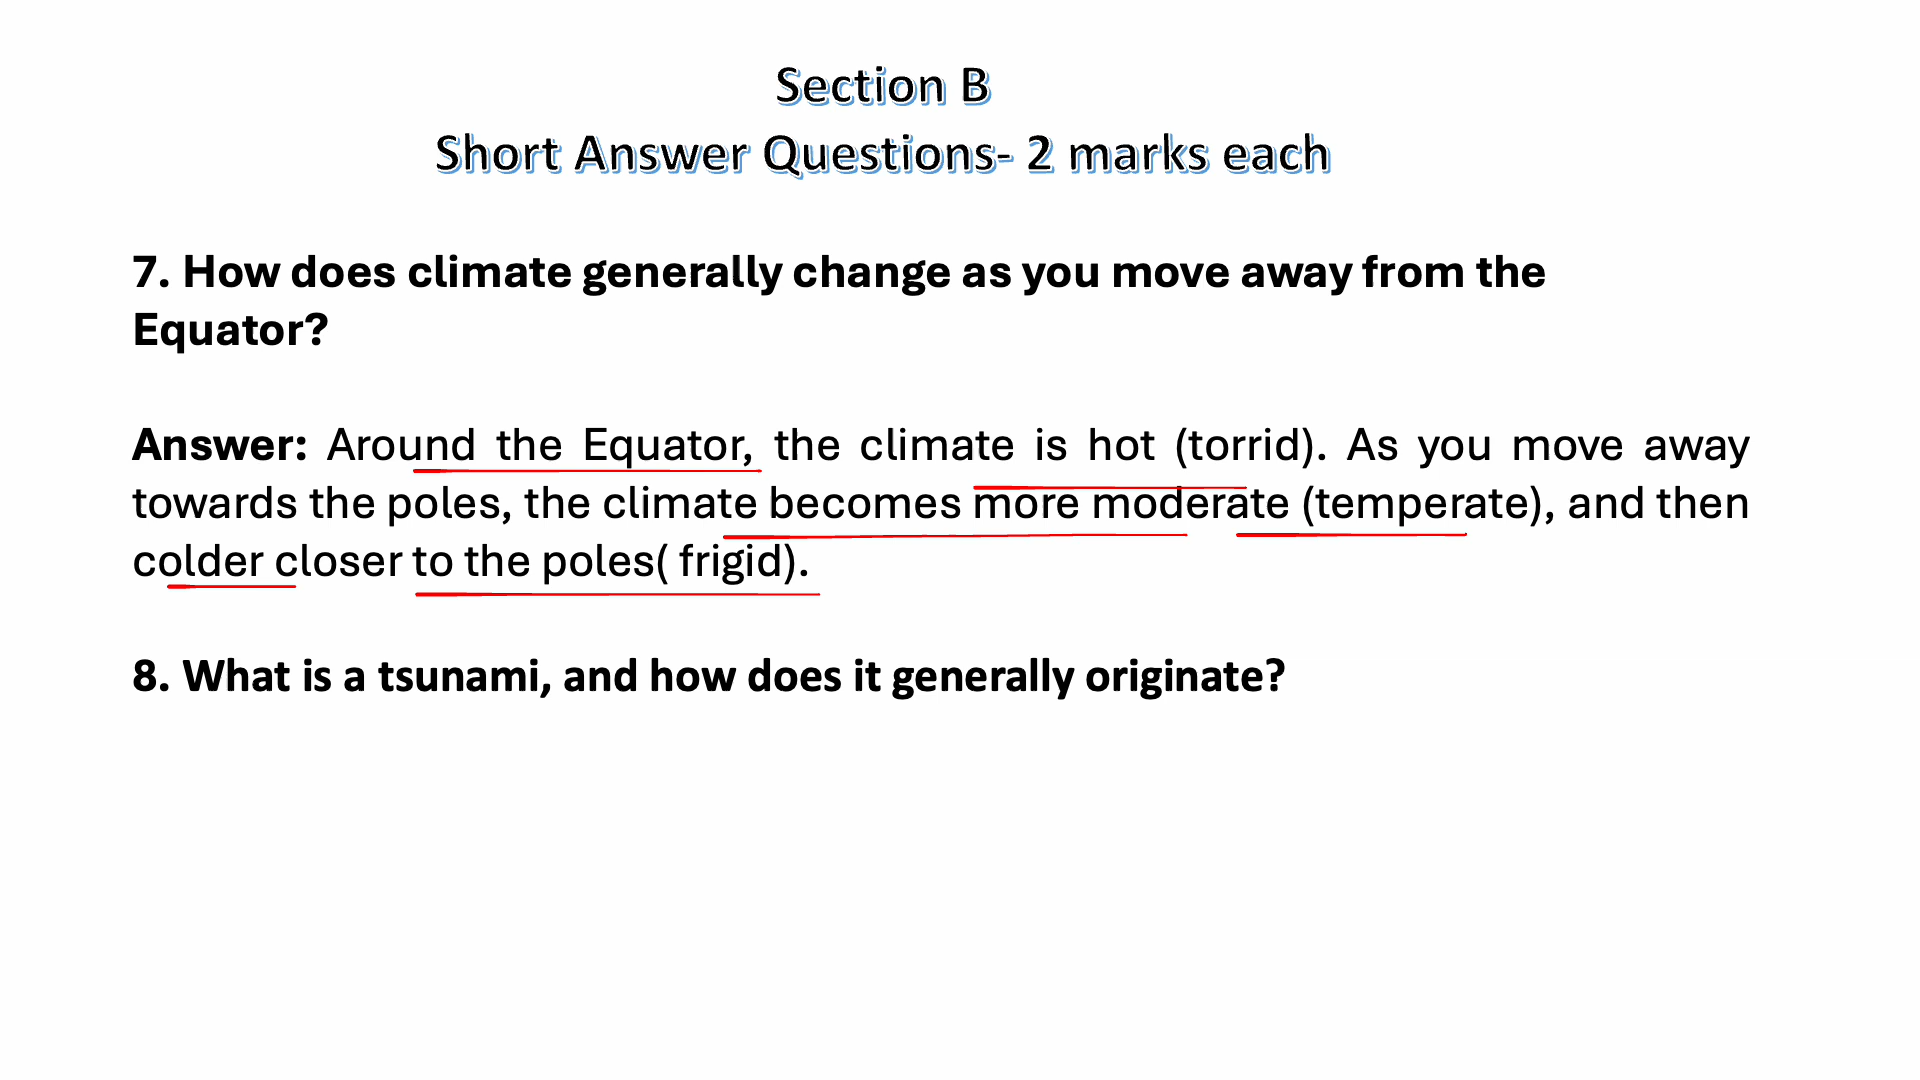 Section B
Short Answer Questions- 2 marks each
7. How does climate generally change as you move away from the
Equator?
Answer: Around the Equator, the climate is hot (torrid). As you move away
towards the poles, the climate becomes more moderate (temperate), and then
colder closer to the poles( frigid).
8. What is a tsunami, and how does it generally originate?